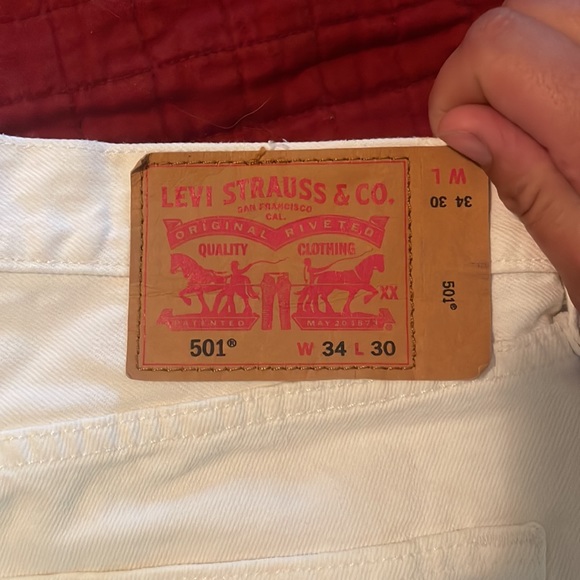 LEVI STRAUSS & CO.
SAN FRANCISCO
CAL.
ORIGINAL RIVETED
QUALITY CLOTHING
XX
PATENTED MAY 20 1873
501® W 34 L 30
W L
34 30
501®